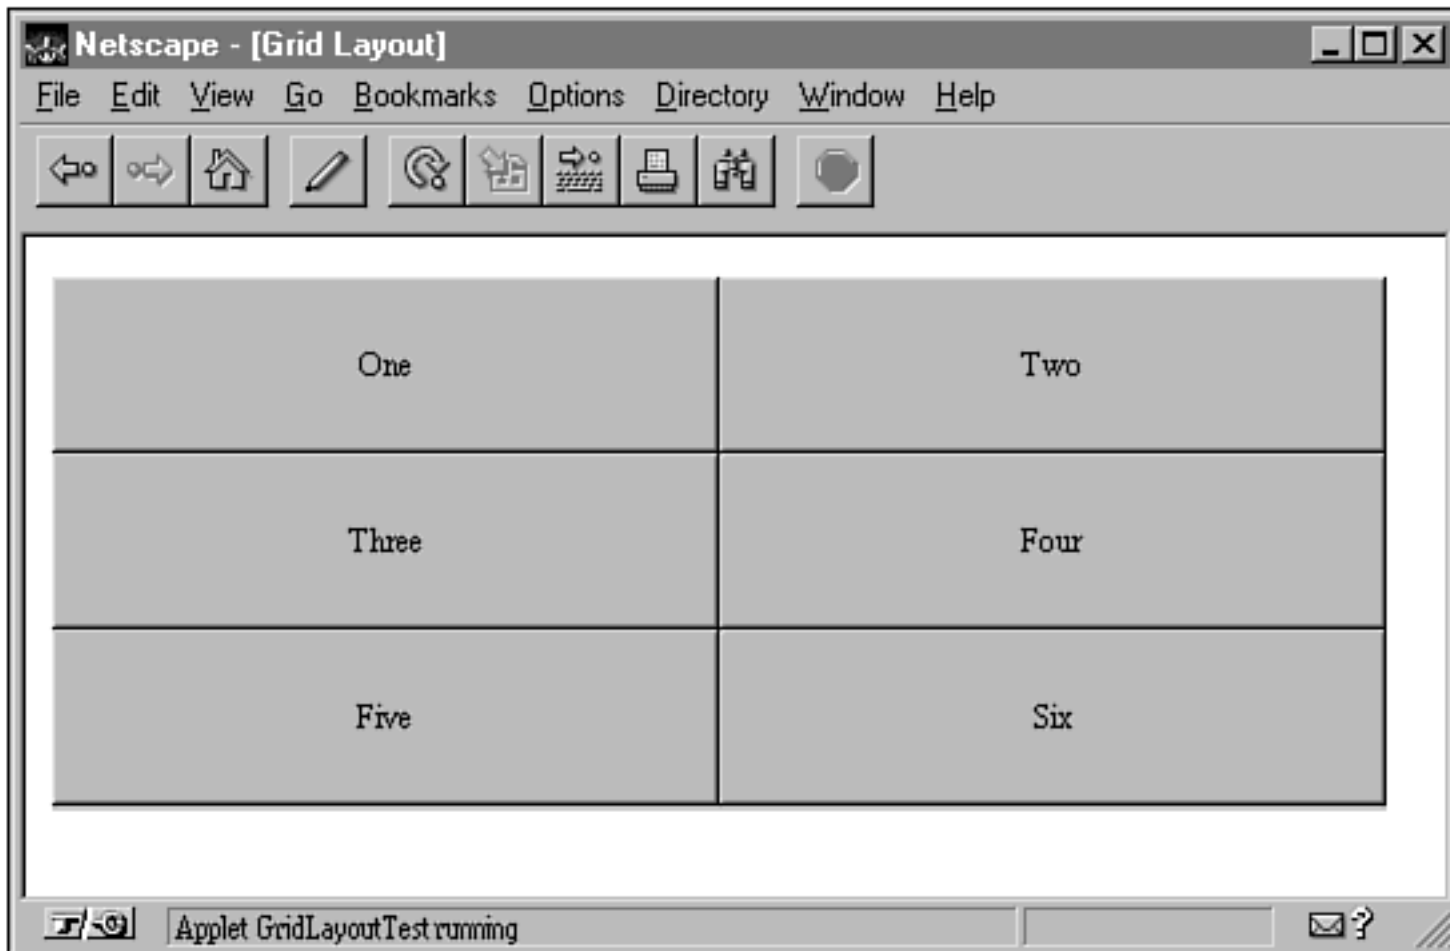 Netscape - [Grid Layout]
File Edit View Go Bookmarks Options Directory Window Help
One Two
Three Four
Five Six
Applet GridLayoutTest running ?